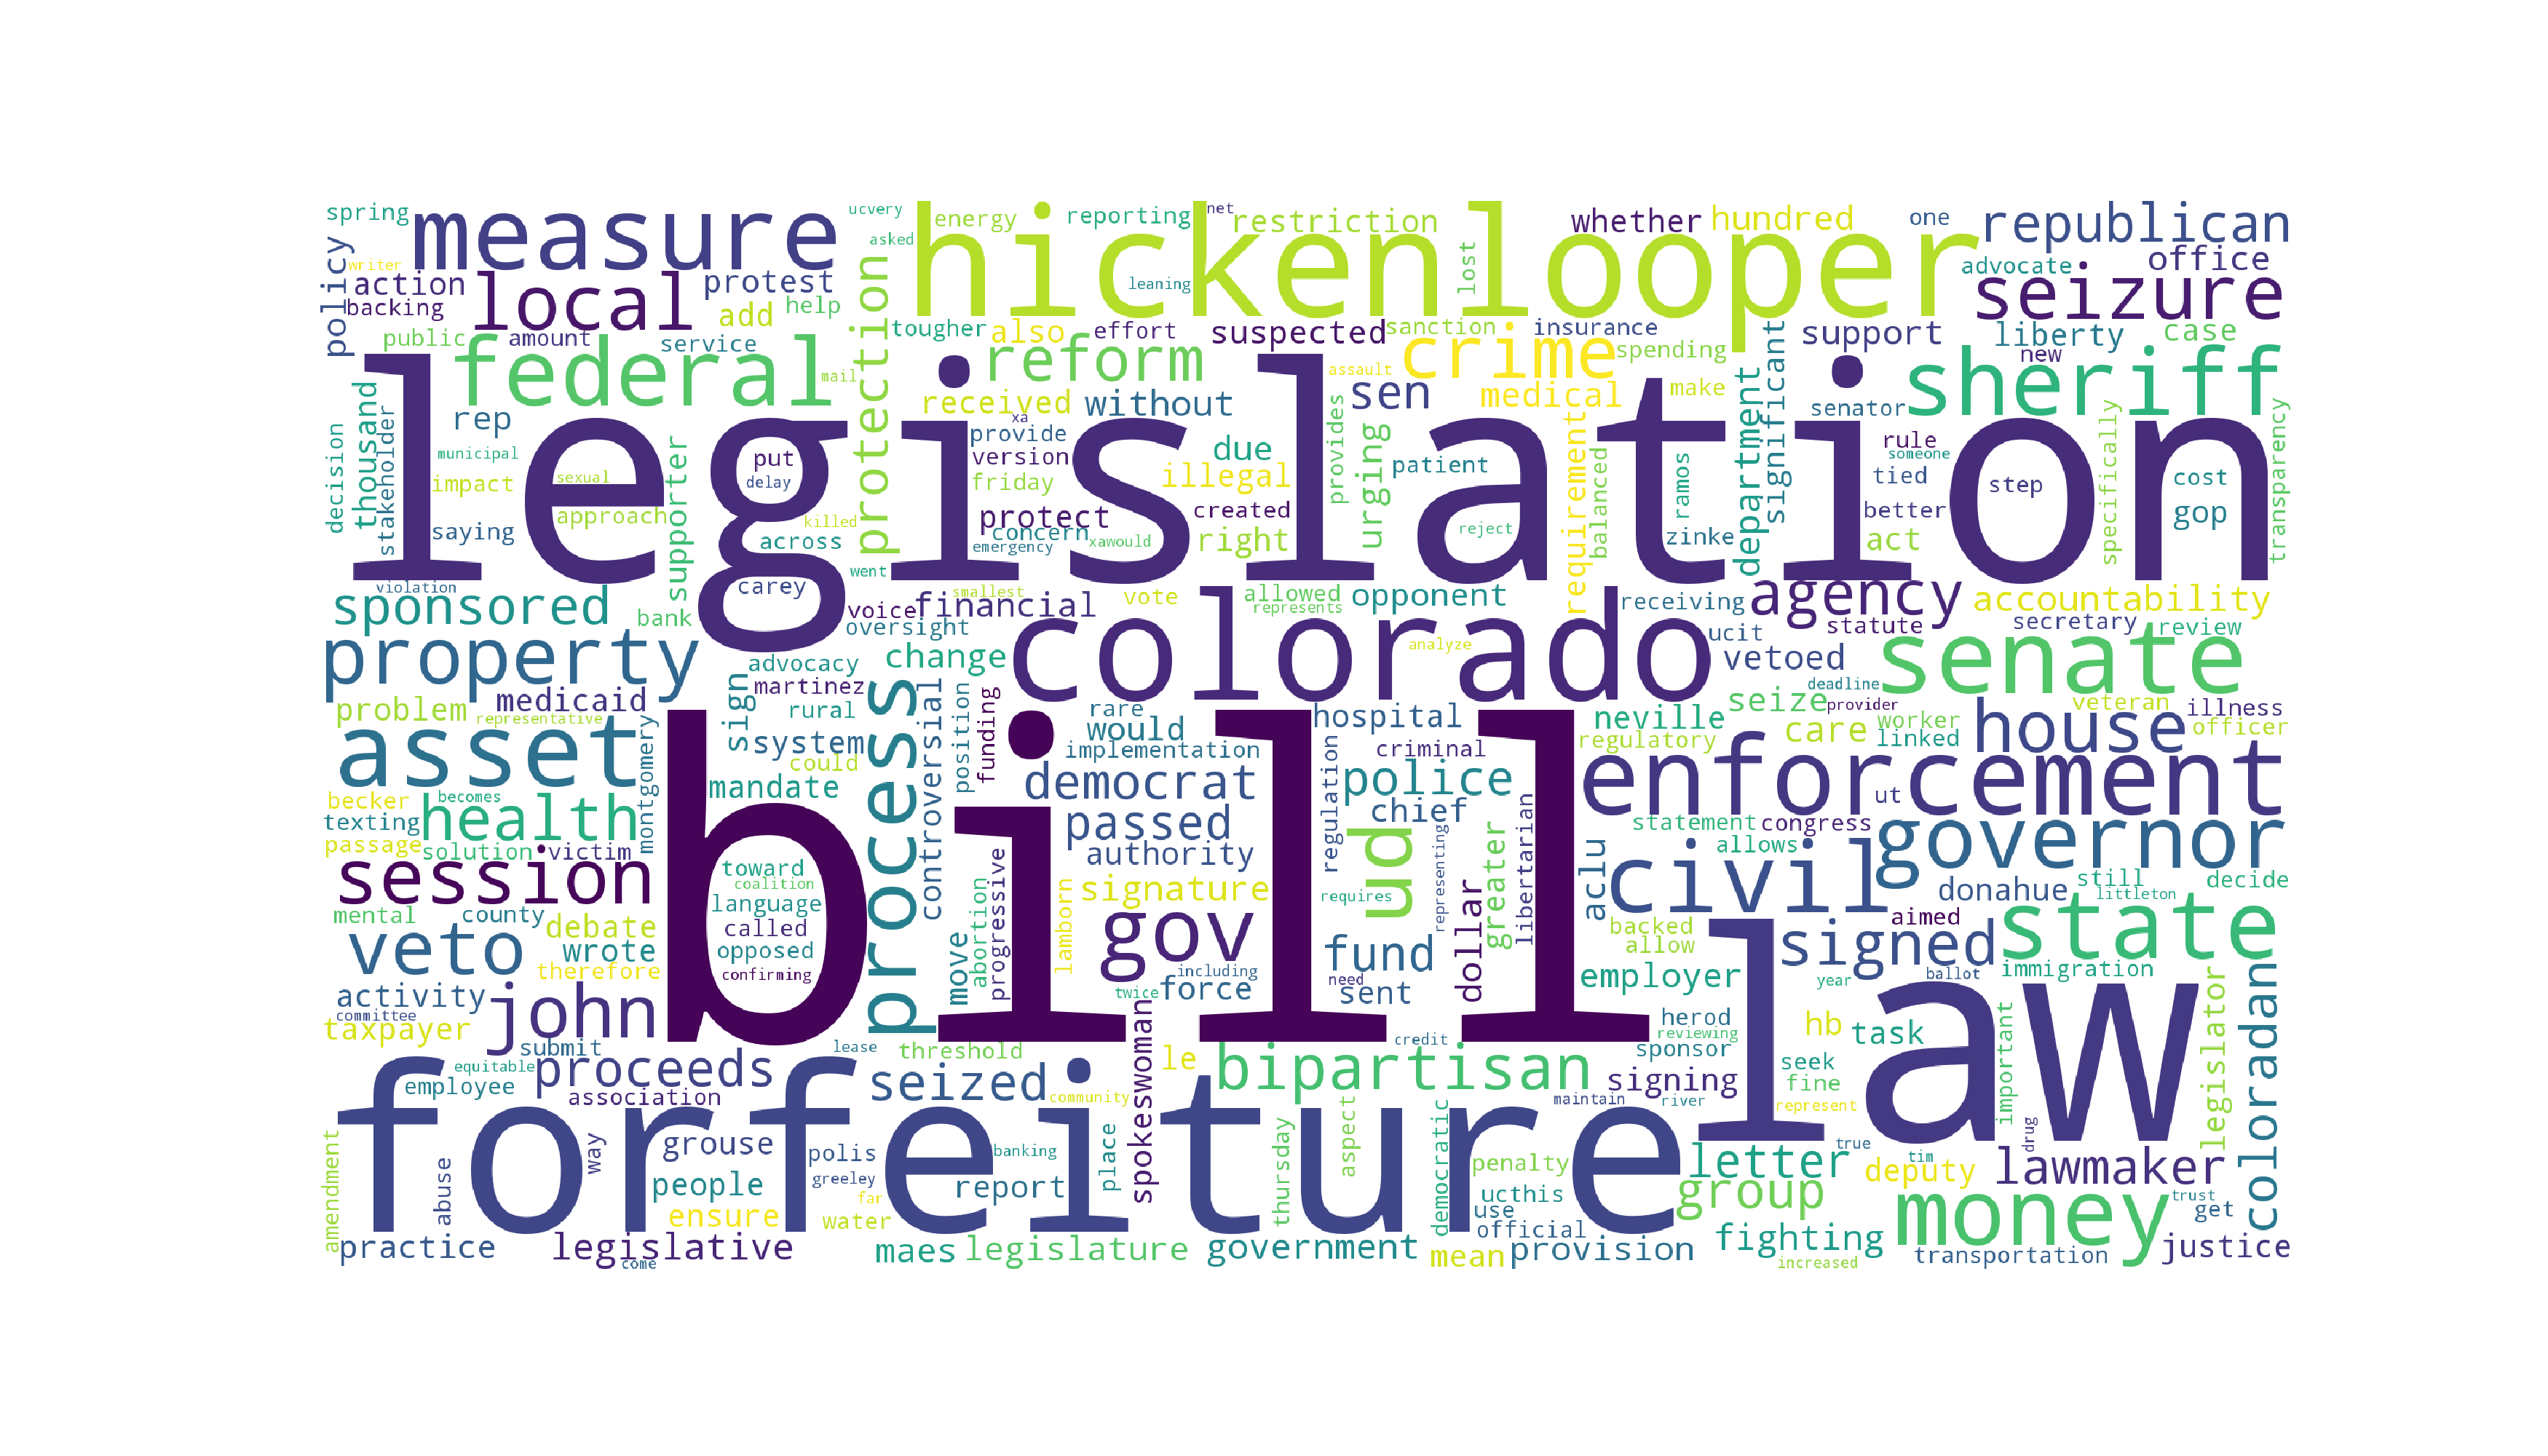 spring measure ucvery energy reporting net restriction whether hundred one republican
policy writer asked hickenlooper leaning lost advocate office
action backing local protest add help protection seizure
public amount service tougher also effort suspected sanction insurance support liberty case
federal mail reform crime spending new sheriff
legislation
thousand stakeholder rep received without assault sen medical make department significant senator specifically transparency
decision municipal supporter put delay xa provide version due provides urging patient requirement balanced ramos rule someone tied step cost
impact sexual friday illegal better gop
saying approach killed across protect created concern right reject zinke act
emergency xawould
violation carey went smallest allowed vote opponent agency accountability
sponsored bank voice financial represents receiving statute secretary review
oversight colorado analyze ucit
property advocacy change vetoed senate
medicaid sign martinez process controversial position funding deadline
problem representative montgomery rural rare hospital neville seize provider veteran illness
asset system would implementation criminal regulatory care worker linked house officer
could democrat police enforcement
mandate
becker becomes health bill passed regulation chief ut
texting statement congress governor
passage solution victim authority ud representing greater libertarian allows
session toward coalition signature aclu civil
language abortion progressive lamborn requires dollar donahue still decide
mental county debate called gov backed aimed littleton
veto wrote opposed move fund allow signed state
therefore confirming including need employer ballot immigration
activity twice force sent year legislator coloradan
committee john herod hb task important
taxpayer submit lease threshold credit reviewing law
equitable proceeds le bipartisan sponsor seek
employee association seized community maintain signing river fine represent
forfeiture
amendment abuse way grouse polis banking place spokeswoman thursday aspect democratic penalty true letter tim drug lawmaker
people greeley report deputy trust
ensure far ucthis use group money get
water official
practice come legislative maes legislature government mean provision fighting increased transportation justice